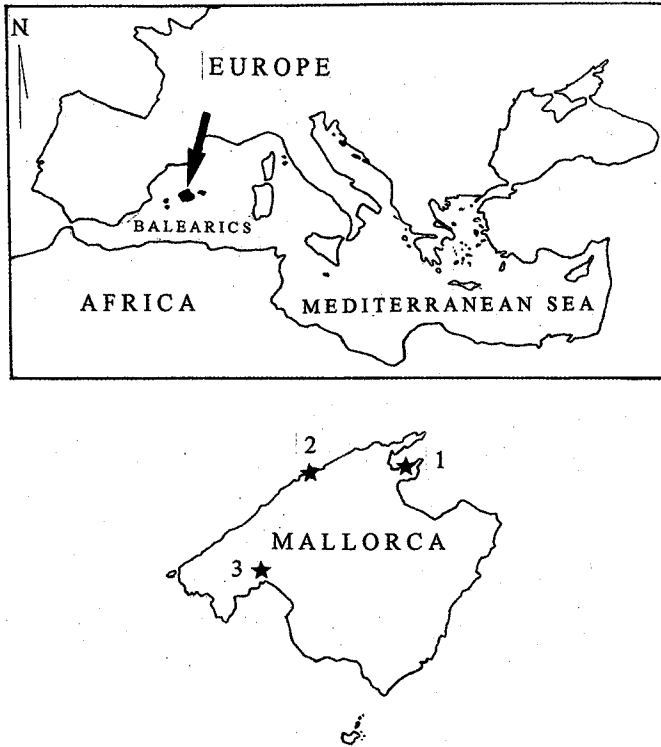 N
EUROPE
BALEARICS
AFRICA
MEDITERRANEAN SEA
2
1
MALLORCA
3